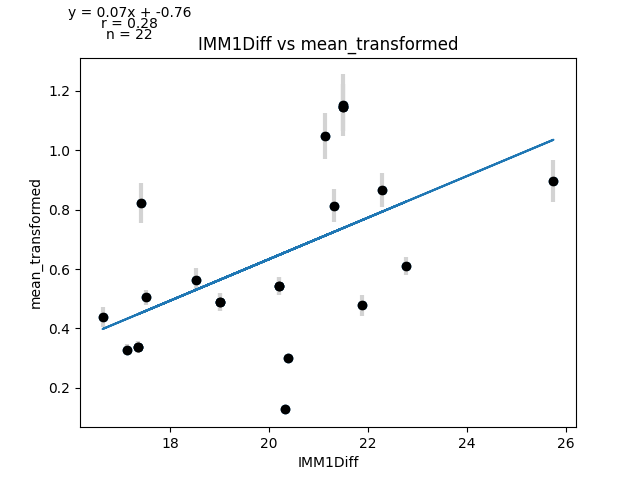 y = 0.07x + -0.76
r = 0.28
n = 22
IMM1Diff vs mean_transformed
1.2
1.0
0.8
0.6
0.4
0.2
mean_transformed
18 20 22 24 26
IMM1Diff